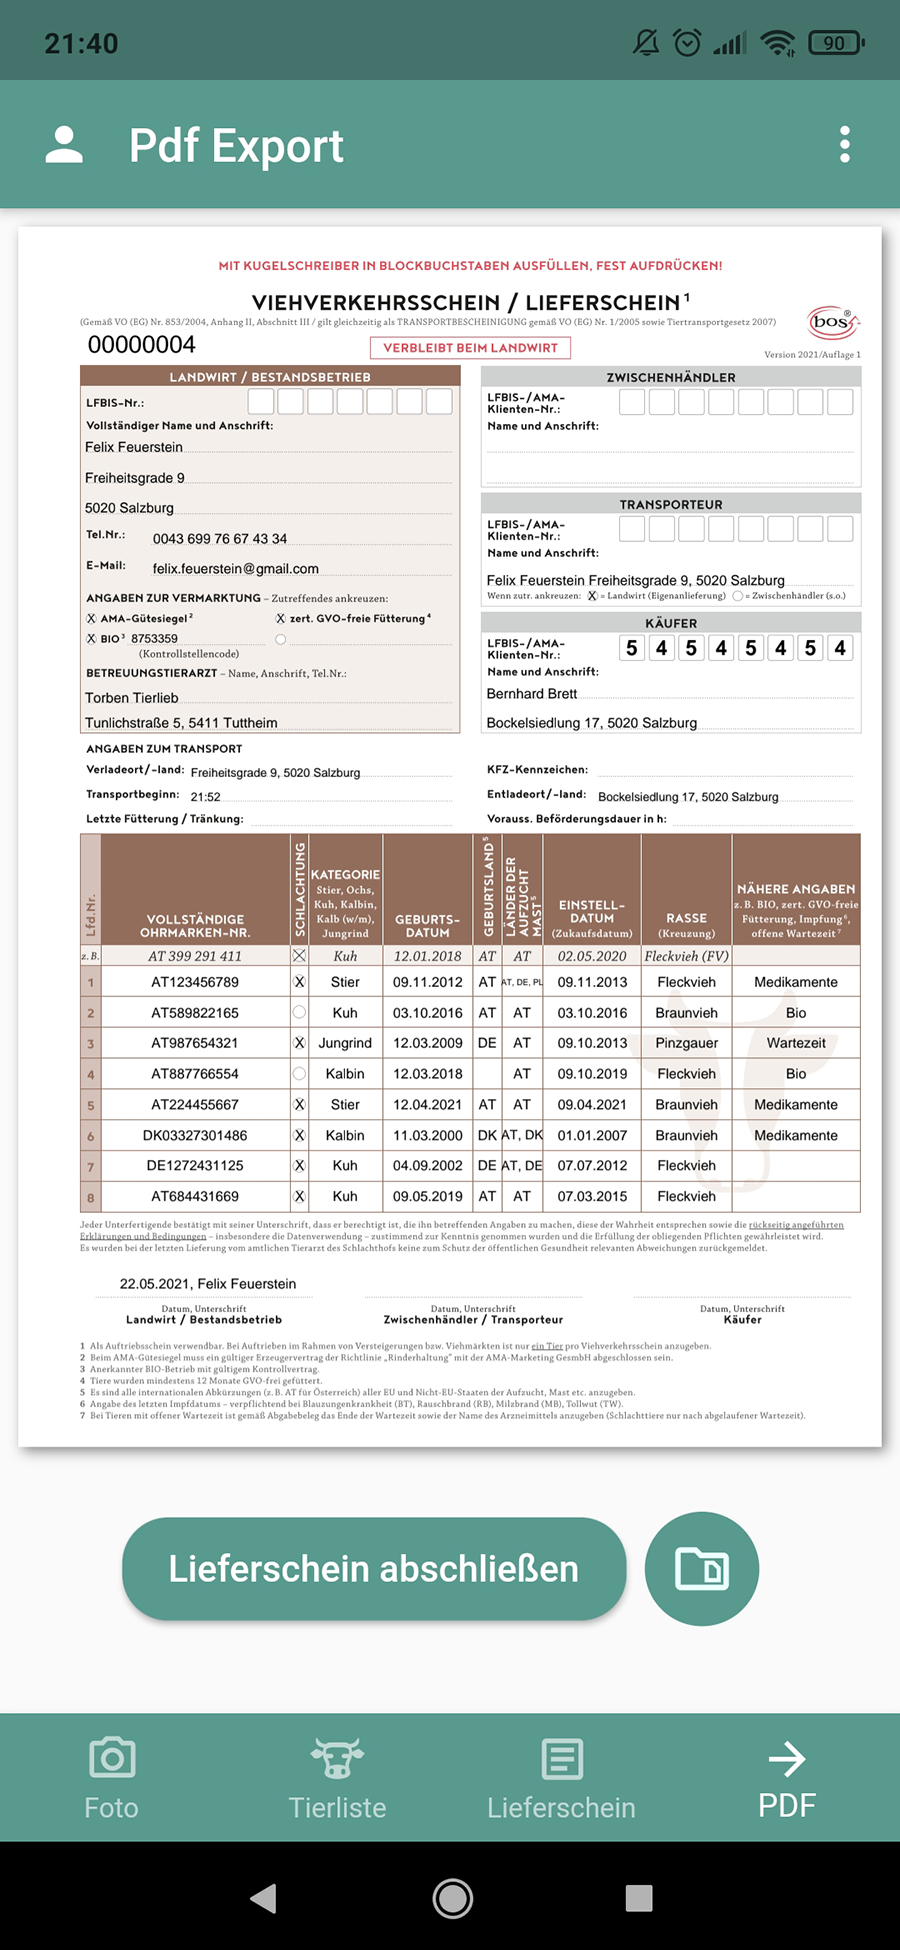 21:40
90
Pdf Export
MIT KUGELSCHREIBER IN BLOCKBUCHSTABEN AUSFÜLLEN, FEST AUFDRÜCKEN!
VIEHVERKEHRSSCHEIN / LIEFERSCHEIN¹
(Gemäß VO (EG) Nr. 853/2004, Anhang II, Abschnitt III / gilt gleichzeitig als TRANSPORTBESCHEINIGUNG gemäß VO (EG) Nr. 1/2005 sowie Tiertransportgesetz 2007)
bos
00000004
VERBLEIBT BEIM LANDWIRT
Version 2021/Auflage 1
LANDWIRT / BESTANDSBETRIEB
LFBIS-Nr.:
Vollständiger Name und Anschrift:
Felix Feuerstein
Freiheitsgrade 9
5020 Salzburg
Tel.Nr.: 0043 699 76 67 43 34
E-Mail: felix.feuerstein@gmail.com
ANGABEN ZUR VERMARKTUNG – Zutreffendes ankreuzen:
X AMA-Gütesiegel² X zert. GVO-freie Fütterung⁴
X BIO³ 8753359
(Kontrollstellencode)
BETREUUNGSTIERARZT – Name, Anschrift, Tel.Nr.:
Torben Tierlieb
Tunlichstraße 5, 5411 Tuttheim
ZWISCHENHÄNDLER
LFBIS-/AMA-
Klienten-Nr.:
Name und Anschrift:
TRANSPORTEUR
LFBIS-/AMA-
Klienten-Nr.:
Name und Anschrift:
Felix Feuerstein Freiheitsgrade 9, 5020 Salzburg
Wenn zutr. ankreuzen: X = Landwirt (Eigenanlieferung) = Zwischenhändler (s.o.)
KÄUFER
LFBIS-/AMA-
Klienten-Nr.: 5 4 5 4 5 4 5 4
Name und Anschrift:
Bernhard Brett
Bockelsiedlung 17, 5020 Salzburg
ANGABEN ZUM TRANSPORT
Verladeort/-land: Freiheitsgrade 9, 5020 Salzburg KFZ-Kennzeichen:
Transportbeginn: 21:52 Entladeort/-land: Bockelsiedlung 17, 5020 Salzburg
Letzte Fütterung / Tränkung: Vorauss. Beförderungsdauer in h:
Lfd.Nr.
VOLLSTÄNDIGE
OHRMARKEN-NR.
SCHLACHTUNG
KATEGORIE
Stier, Ochs,
Kuh, Kalbin,
Kalb (w/m),
Jungrind
GEBURTS-
DATUM
GEBURTSLAND⁵
LÄNDER DER
AUFZUCHT
MAST⁵
EINSTELL-
DATUM
(Zukaufsdatum)
RASSE
(Kreuzung)
NÄHERE ANGABEN
z. B. BIO, zert. GVO-freie
Fütterung, Impfung⁶,
offene Wartezeit⁷
z. B. AT 399 291 411 X Kuh 12.01.2018 AT AT 02.05.2020 Fleckvieh (FV)
1 AT123456789 X Stier 09.11.2012 AT AT, DE, PL 09.11.2013 Fleckvieh Medikamente
2 AT589822165 Kuh 03.10.2016 AT AT 03.10.2016 Braunvieh Bio
3 AT987654321 X Jungrind 12.03.2009 DE AT 09.10.2013 Pinzgauer Wartezeit
4 AT887766554 Kalbin 12.03.2018 AT 09.10.2019 Fleckvieh Bio
5 AT224455667 X Stier 12.04.2021 AT AT 09.04.2021 Braunvieh Medikamente
6 DK03327301486 X Kalbin 11.03.2000 DK AT, DK 01.01.2007 Braunvieh Medikamente
7 DE1272431125 X Kuh 04.09.2002 DE AT, DE 07.07.2012 Fleckvieh
8 AT684431669 X Kuh 09.05.2019 AT AT 07.03.2015 Fleckvieh
Jeder Unterfertigende bestätigt mit seiner Unterschrift, dass er berechtigt ist, die ihn betreffenden Angaben zu machen, diese der Wahrheit entsprechen sowie die rückseitig angeführten
Erklärungen und Bedingungen – insbesondere die Datenverwendung – zustimmend zur Kenntnis genommen wurden und die Erfüllung der obliegenden Pflichten gewährleistet wird.
Es wurden bei der letzten Lieferung vom amtlichen Tierarzt des Schlachthofs keine zum Schutz der öffentlichen Gesundheit relevanten Abweichungen zurückgemeldet.
22.05.2021, Felix Feuerstein
Datum, Unterschrift Datum, Unterschrift Datum, Unterschrift
Landwirt / Bestandsbetrieb Zwischenhändler / Transporteur Käufer
1 Als Auftriebsschein verwendbar. Bei Auftrieben im Rahmen von Versteigerungen bzw. Viehmärkten ist nur ein Tier pro Viehverkehrsschein anzugeben.
2 Beim AMA-Gütesiegel muss ein gültiger Erzeugervertrag der Richtlinie „Rinderhaltung" mit der AMA-Marketing GesmbH abgeschlossen sein.
3 Anerkannter BIO-Betrieb mit gültigem Kontrollvertrag.
4 Tiere wurden mindestens 12 Monate GVO-frei gefüttert.
5 Es sind alle internationalen Abkürzungen (z. B. AT für Österreich) aller EU und Nicht-EU-Staaten der Aufzucht, Mast etc. anzugeben.
6 Angabe des letzten Impfdatums – verpflichtend bei Blauzungenkrankheit (BT), Rauschbrand (RB), Milzbrand (MB), Tollwut (TW).
7 Bei Tieren mit offener Wartezeit ist gemäß Abgabebeleg das Ende der Wartezeit sowie der Name des Arzneimittels anzugeben (Schlachttiere nur nach abgelaufener Wartezeit).
Lieferschein abschließen
Foto
Tierliste
Lieferschein
PDF